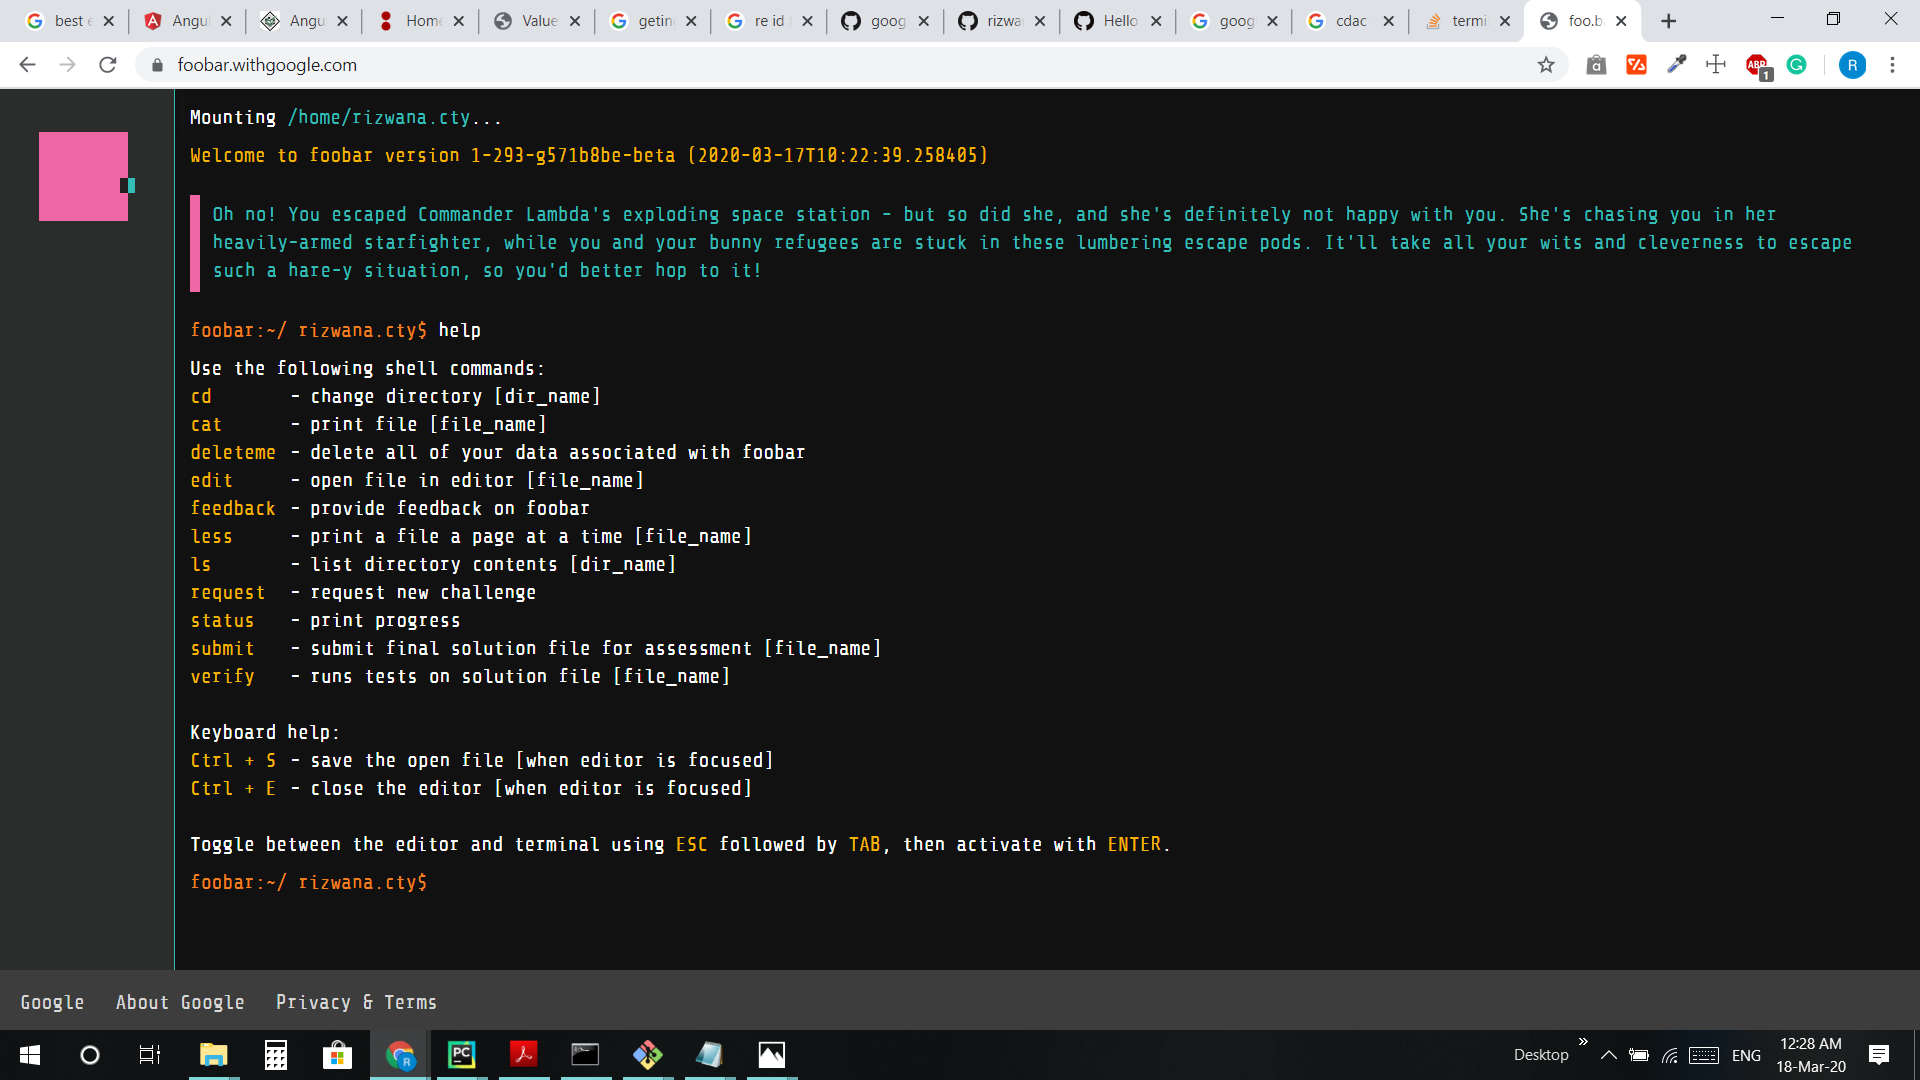 best e
Angul
Angu
Home
Value
geting
re id t
goog
rizwa
Hello
goog
cdac
termi
foo.ba
foobar.withgoogle.com
ABP
1
G
R
Mounting /home/rizwana.cty...
Welcome to foobar version 1-293-g571b8be-beta (2020-03-17T10:22:39.258405)
Oh no! You escaped Commander Lambda's exploding space station - but so did she, and she's definitely not happy with you. She's chasing you in her
heavily-armed starfighter, while you and your bunny refugees are stuck in these lumbering escape pods. It'll take all your wits and cleverness to escape
such a hare-y situation, so you'd better hop to it!
foobar:~/ rizwana.cty$ help
Use the following shell commands:
cd - change directory [dir_name]
cat - print file [file_name]
deleteme - delete all of your data associated with foobar
edit - open file in editor [file_name]
feedback - provide feedback on foobar
less - print a file a page at a time [file_name]
ls - list directory contents [dir_name]
request - request new challenge
status - print progress
submit - submit final solution file for assessment [file_name]
verify - runs tests on solution file [file_name]
Keyboard help:
Ctrl + S - save the open file [when editor is focused]
Ctrl + E - close the editor [when editor is focused]
Toggle between the editor and terminal using ESC followed by TAB, then activate with ENTER.
foobar:~/ rizwana.cty$
Google About Google Privacy & Terms
R
PC
Desktop
ENG
12:28 AM
18-Mar-20